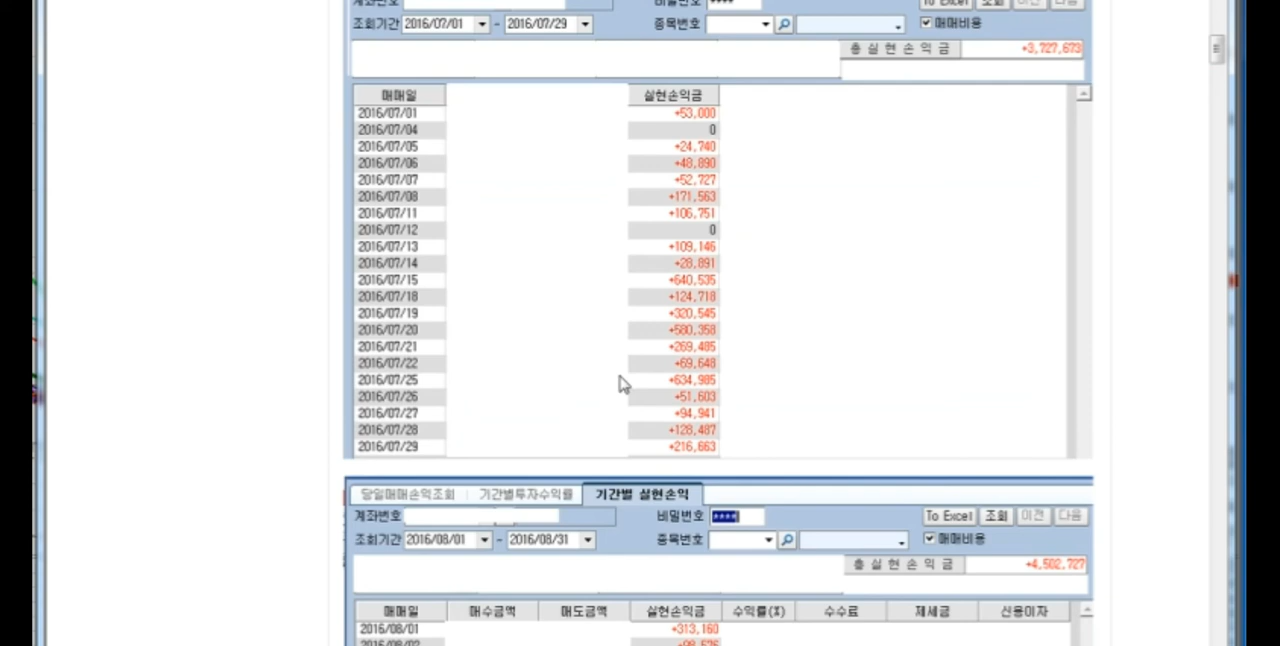 계좌번호 비밀번호 **** To Excel 조회 이전 다음
조회기간 2016/07/01 - 2016/07/29 종목번호 매매비용
총 실 현 손 익 금 +3,727,673
매매일 실현손익금
2016/07/01 +53,000
2016/07/04 0
2016/07/05 +24,740
2016/07/06 +48,890
2016/07/07 +52,727
2016/07/08 +171,563
2016/07/11 +106,751
2016/07/12 0
2016/07/13 +109,146
2016/07/14 +28,891
2016/07/15 +640,535
2016/07/18 +124,718
2016/07/19 +320,545
2016/07/20 +580,358
2016/07/21 +269,485
2016/07/22 +69,648
2016/07/25 +634,985
2016/07/26 +51,603
2016/07/27 +94,941
2016/07/28 +128,487
2016/07/29 +216,663
당일매매손익조회 기간별투자수익률 기간별 실현손익
계좌번호 비밀번호 **** To Excel 조회 이전 다음
조회기간 2016/08/01 - 2016/08/31 종목번호 매매비용
총 실 현 손 익 금 +4,502,727
매매일 매수금액 매도금액 실현손익금 수익률(%) 수수료 제세금 신용이자
2016/08/01 +313,160